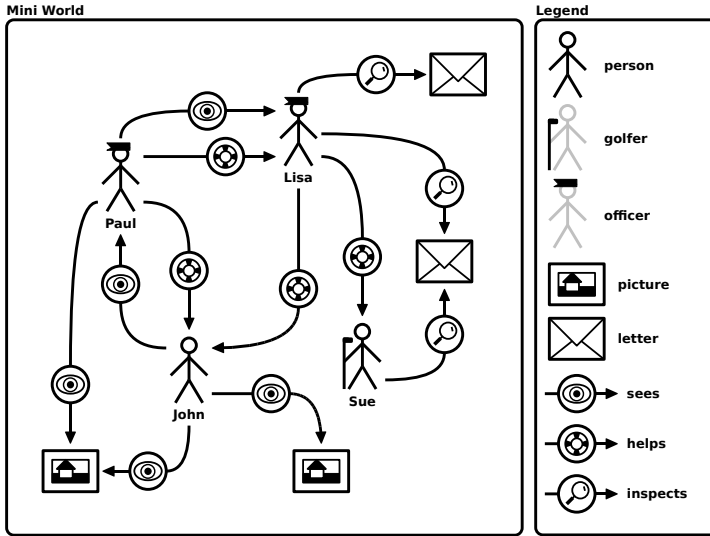 Mini World
Lisa
Paul
John
Sue
Legend
person
golfer
officer
picture
letter
sees
helps
inspects